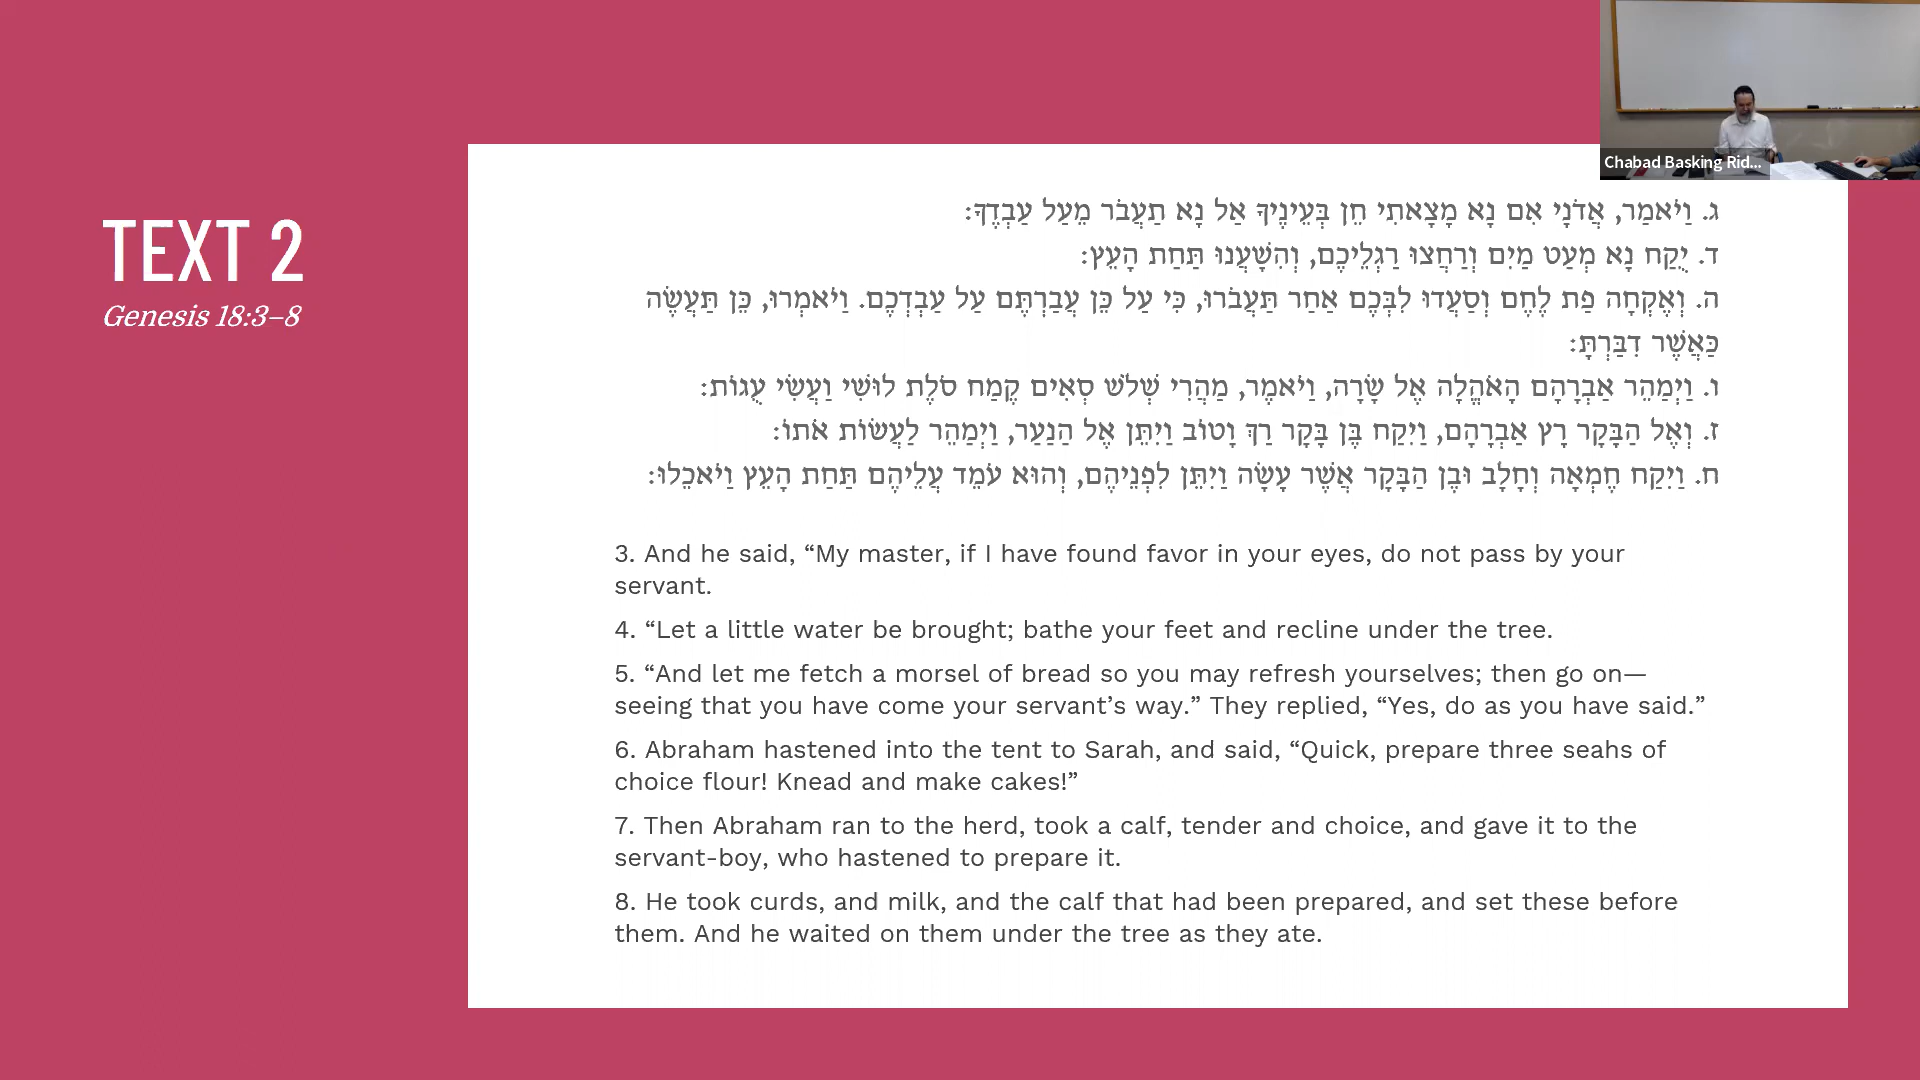 TEXT 2
Genesis 18:3–8
Chabad Basking Rid...
ג. וַיֹּאמַר, אֲדֹנָי אִם נָא מָצָאתִי חֵן בְּעֵינֶיךָ אַל נָא תַעֲבֹר מֵעַל עַבְדֶךָ:
ד. יֻקַּח נָא מְעַט מַיִם וְרַחֲצוּ רַגְלֵיכֶם, וְהִשָּׁעֲנוּ תַּחַת הָעֵץ:
ה. וְאֶקְחָה פַת לֶחֶם וְסַעֲדוּ לִבְּכֶם אַחַר תַּעֲבֹרוּ, כִּי עַל כֵּן עֲבַרְתֶּם עַל עַבְדְכֶם. וַיֹּאמְרוּ, כֵּן תַּעֲשֶׂה
כַּאֲשֶׁר דִּבַּרְתָּ:
ו. וַיְמַהֵר אַבְרָהָם הָאֹהֱלָה אֶל שָׂרָה, וַיֹּאמֶר, מַהֲרִי שְׁלֹשׁ סְאִים קֶמַח סֹלֶת לוּשִׁי וַעֲשִׂי עֻגוֹת:
ז. וְאֶל הַבָּקָר רָץ אַבְרָהָם, וַיִּקַּח בֶּן בָּקָר רַךְ וָטוֹב וַיִּתֵּן אֶל הַנַּעַר, וַיְמַהֵר לַעֲשׂוֹת אֹתוֹ:
ח. וַיִּקַּח חֶמְאָה וְחָלָב וּבֶן הַבָּקָר אֲשֶׁר עָשָׂה וַיִּתֵּן לִפְנֵיהֶם, וְהוּא עֹמֵד עֲלֵיהֶם תַּחַת הָעֵץ וַיֹּאכֵלוּ:
3. And he said, “My master, if I have found favor in your eyes, do not pass by your
servant.
4. “Let a little water be brought; bathe your feet and recline under the tree.
5. “And let me fetch a morsel of bread so you may refresh yourselves; then go on—
seeing that you have come your servant’s way.” They replied, “Yes, do as you have said.”
6. Abraham hastened into the tent to Sarah, and said, “Quick, prepare three seahs of
choice flour! Knead and make cakes!”
7. Then Abraham ran to the herd, took a calf, tender and choice, and gave it to the
servant-boy, who hastened to prepare it.
8. He took curds, and milk, and the calf that had been prepared, and set these before
them. And he waited on them under the tree as they ate.